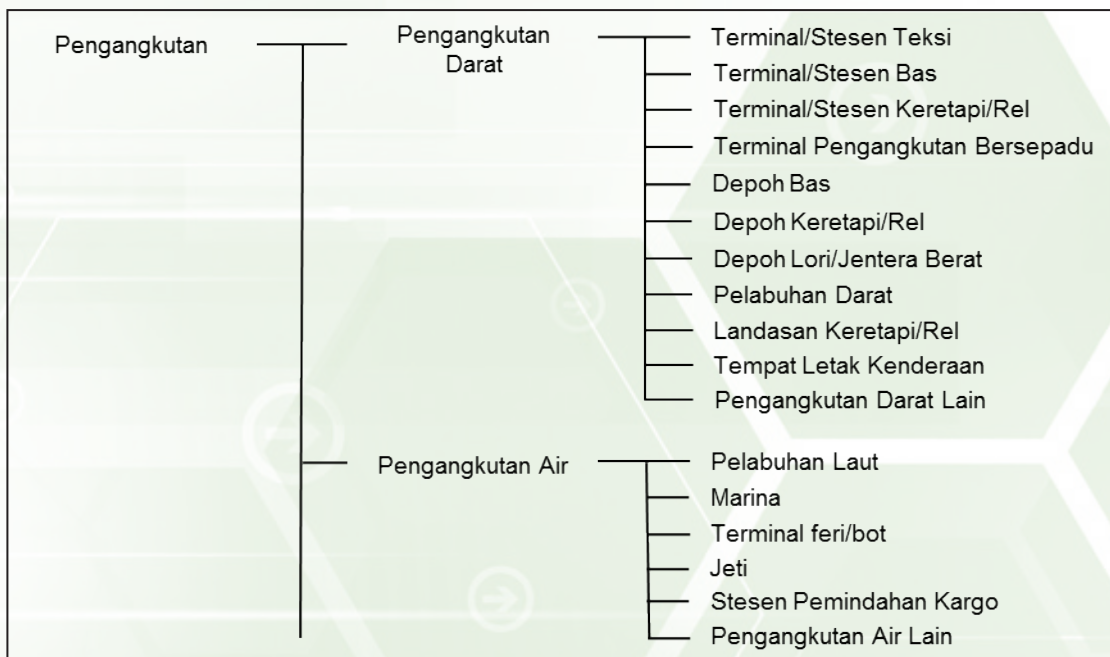 Pengangkutan
Pengangkutan
Darat
Terminal/Stesen Teksi
Terminal/Stesen Bas
Terminal/Stesen Keretapi/Rel
Terminal Pengangkutan Bersepadu
Depoh Bas
Depoh Keretapi/Rel
Depoh Lori/Jentera Berat
Pelabuhan Darat
Landasan Keretapi/Rel
Tempat Letak Kenderaan
Pengangkutan Darat Lain
Pengangkutan Air
Pelabuhan Laut
Marina
Terminal feri/bot
Jeti
Stesen Pemindahan Kargo
Pengangkutan Air Lain